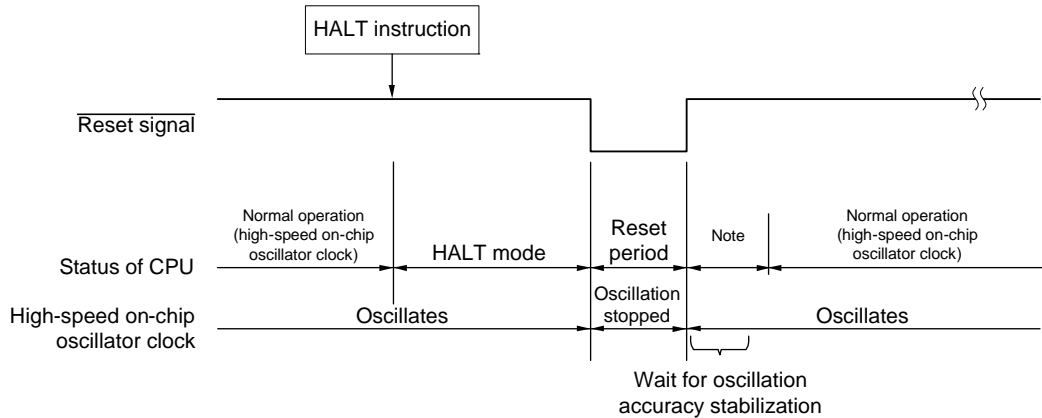 HALT instruction
Reset signal
Normal operation
(high-speed on-chip
oscillator clock)
HALT mode
Reset
period
Note
Normal operation
(high-speed on-chip
oscillator clock)
Status of CPU
High-speed on-chip
oscillator clock
Oscillates
Oscillation
stopped
Oscillates
Wait for oscillation
accuracy stabilization